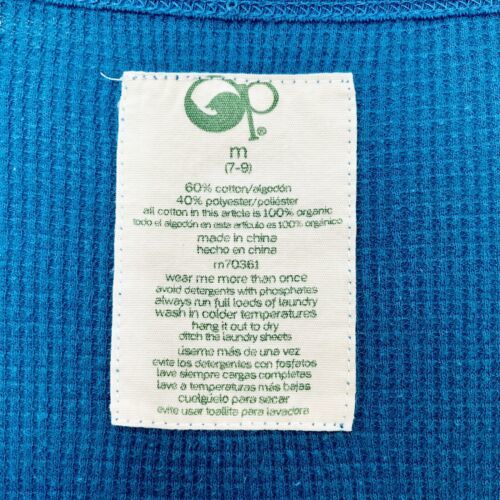 op®
m
(7-9)
60% cotton/algodón
40% polyester/poliéster
all cotton in this article is 100% organic
todo el algodón en este artículo es 100% orgánico
made in china
hecho en china
m70361
wear me more than once
avoid detergents with phosphates
always run full loads of laundry
wash in colder temperatures
hang it out to dry
ditch the laundry sheets
úseme más de una vez
evite los detergentes con fosfatos
lave siempre cargas completas
lave a temperaturas más bajas
cuelguelo para secar
evite usar toallita para lavadora